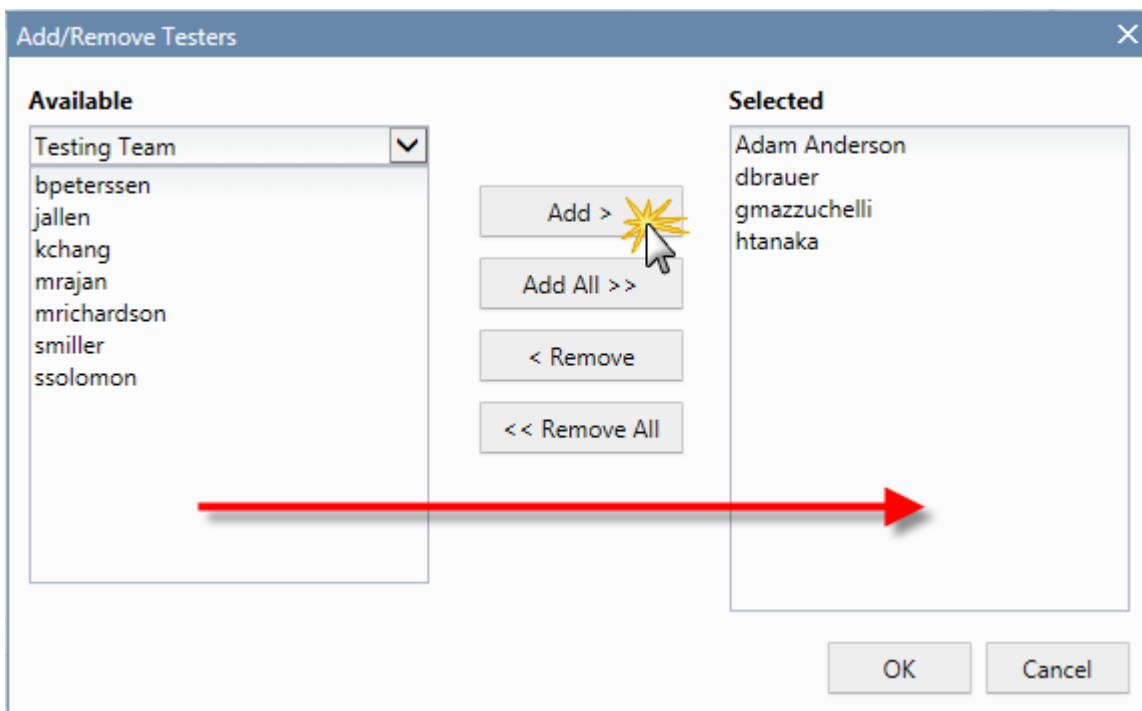 Add/Remove Testers
Available
Testing Team
bpeterssen
jallen
kchang
mrajan
mrichardson
smiller
ssolomon
Add >
Add All >>
< Remove
<< Remove All
Selected
Adam Anderson
dbrauer
gmazzuchelli
htanaka
OK
Cancel